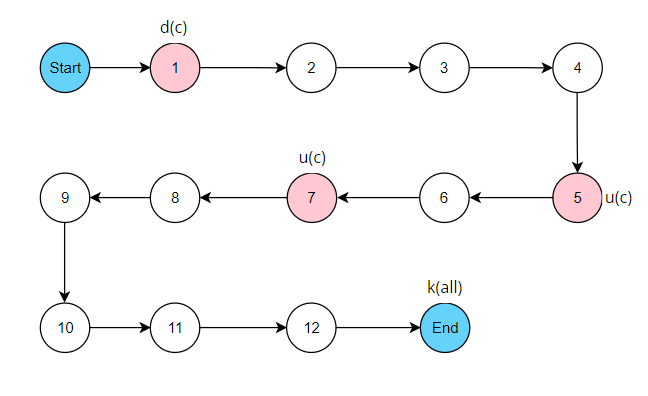 d(c)
Start 1 2 3 4
u(c)
9 8 7 6 5 u(c)
k(all)
10 11 12 End